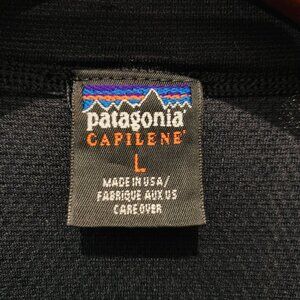 patagonia®
CAPILENE®
L
MADE IN USA/
FABRIQUE AUX US
CARE OVER